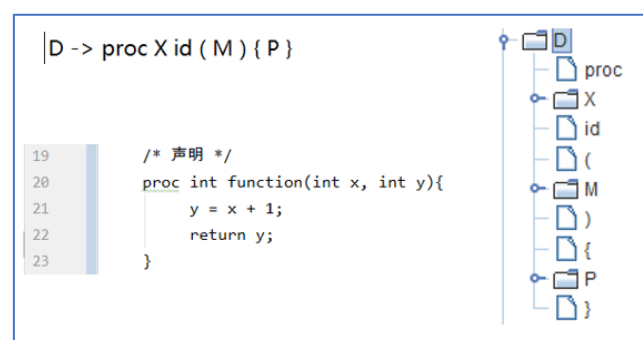 D -> proc X id ( M ) { P }
19
20
21
22
23
/* 声明 */
proc int function(int x, int y){
y = x + 1;
return y;
}
D
proc
X
id
(
M
)
{
P
}